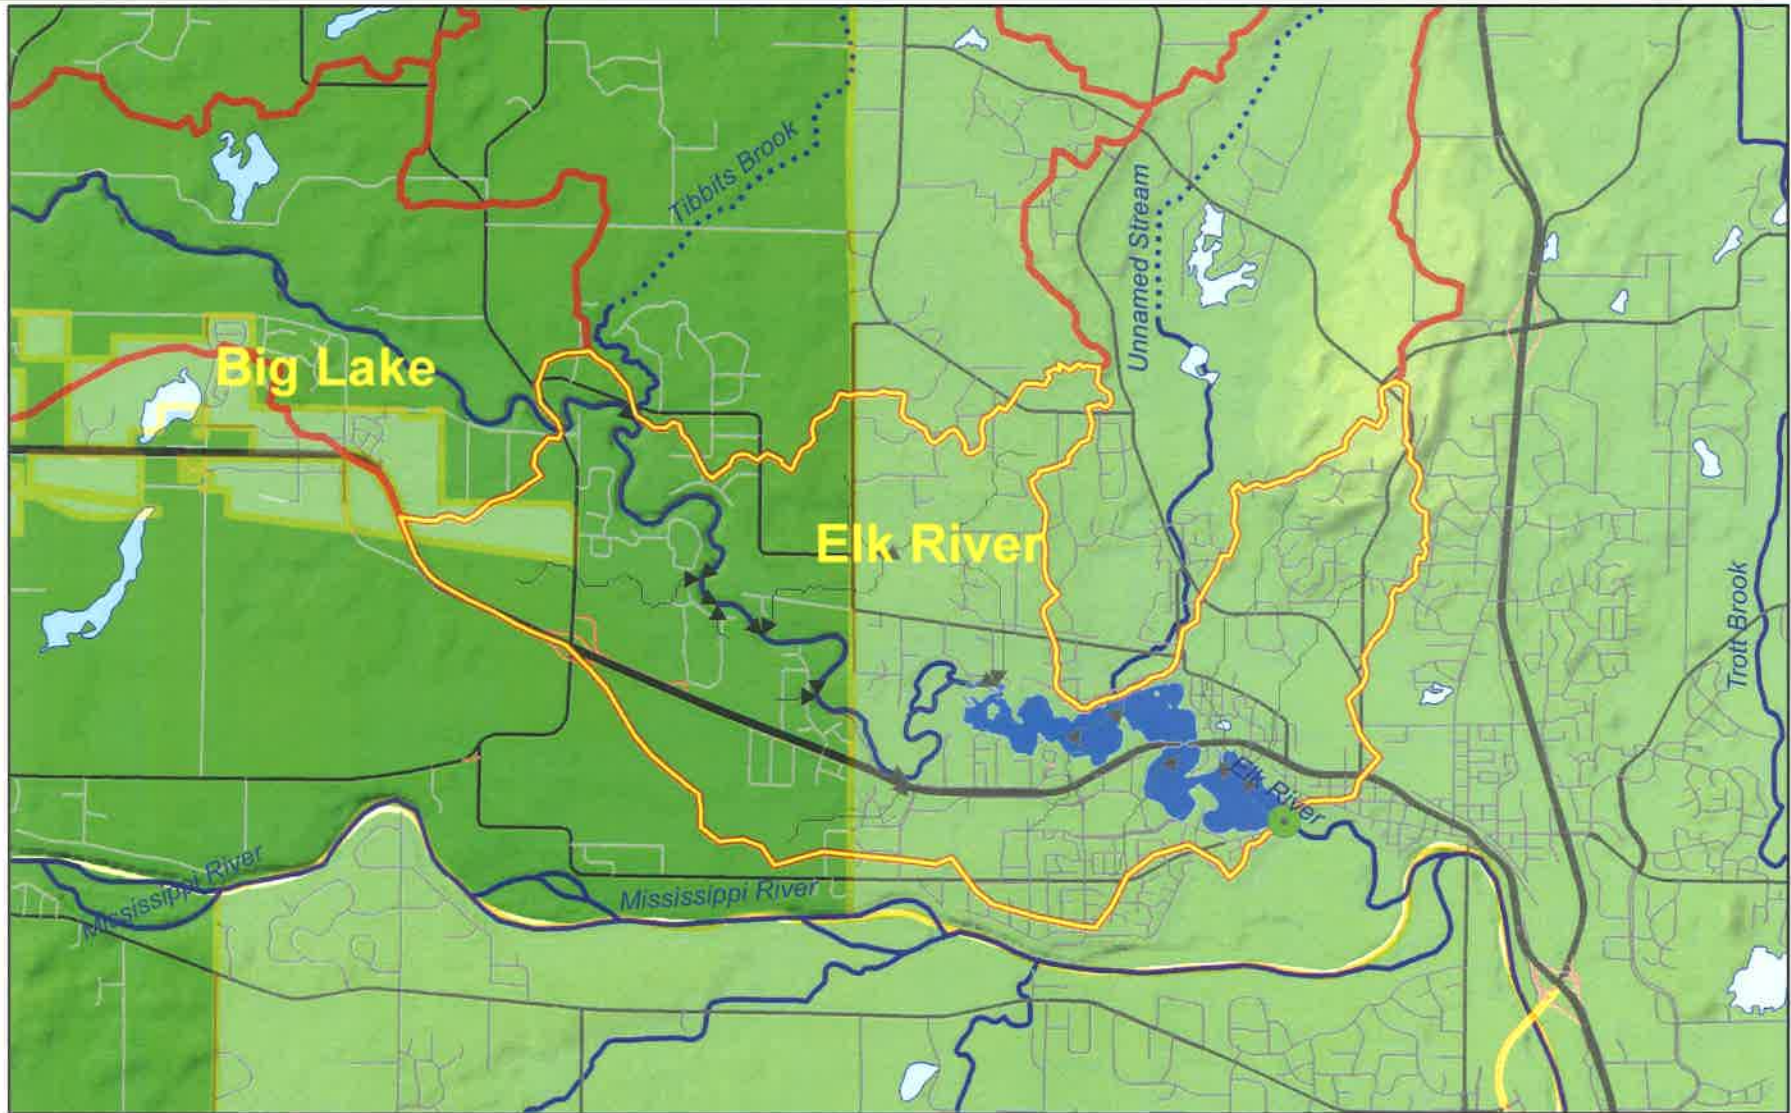 Tibbits Brook
Unnamed Stream
Big Lake
Elk River
Trott Brook
Elk River
Mississippi River
Mississippi River